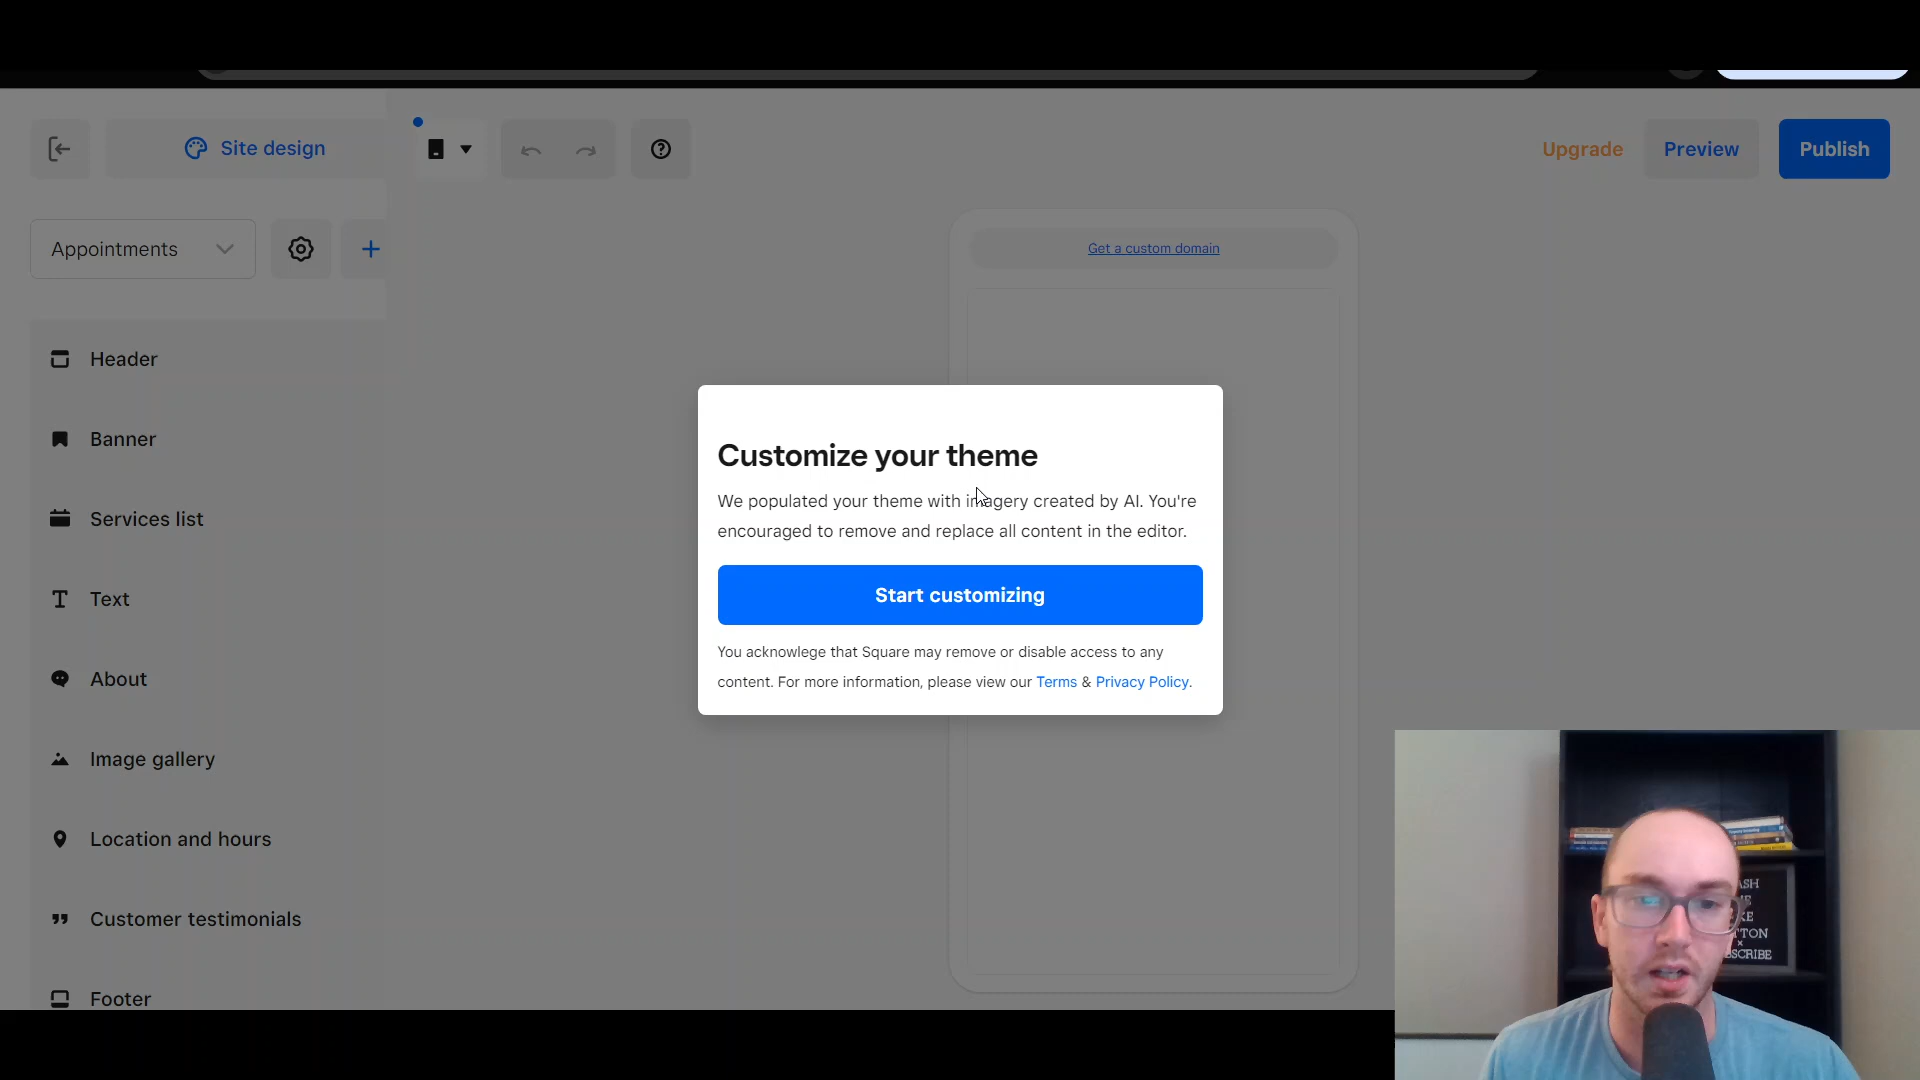 Site design
Upgrade
Preview
Publish
Appointments
Get a custom domain
Header
Banner
Services list
Text
About
Image gallery
Location and hours
Customer testimonials
Footer
Customize your theme
We populated your theme with imagery created by AI. You're
encouraged to remove and replace all content in the editor.
Start customizing
You acknowlege that Square may remove or disable access to any
content. For more information, please view our Terms & Privacy Policy.